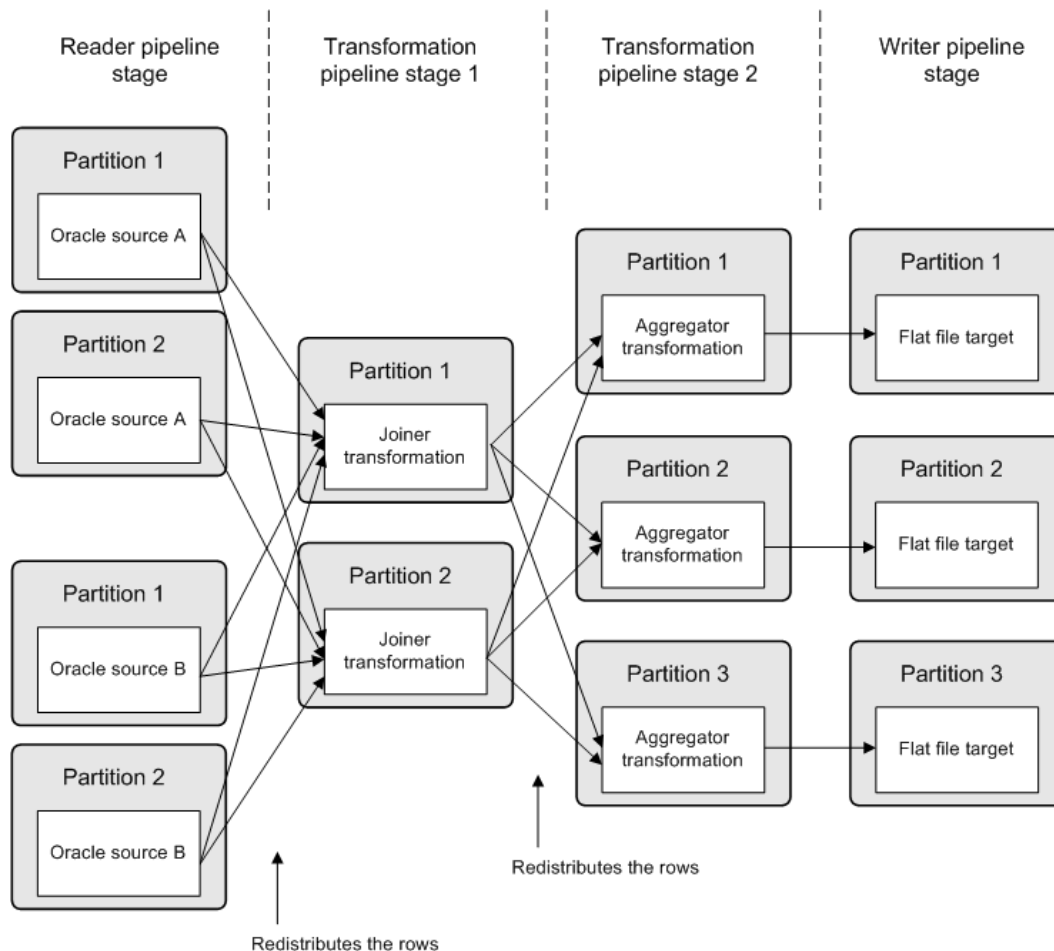 Reader pipeline
stage
Transformation
pipeline stage 1
Transformation
pipeline stage 2
Writer pipeline
stage
Partition 1
Oracle source A
Partition 2
Oracle source A
Partition 1
Oracle source B
Partition 2
Oracle source B
Partition 1
Joiner
transformation
Partition 2
Joiner
transformation
Partition 1
Aggregator
transformation
Partition 2
Aggregator
transformation
Partition 3
Aggregator
transformation
Partition 1
Flat file target
Partition 2
Flat file target
Partition 3
Flat file target
Redistributes the rows
Redistributes the rows